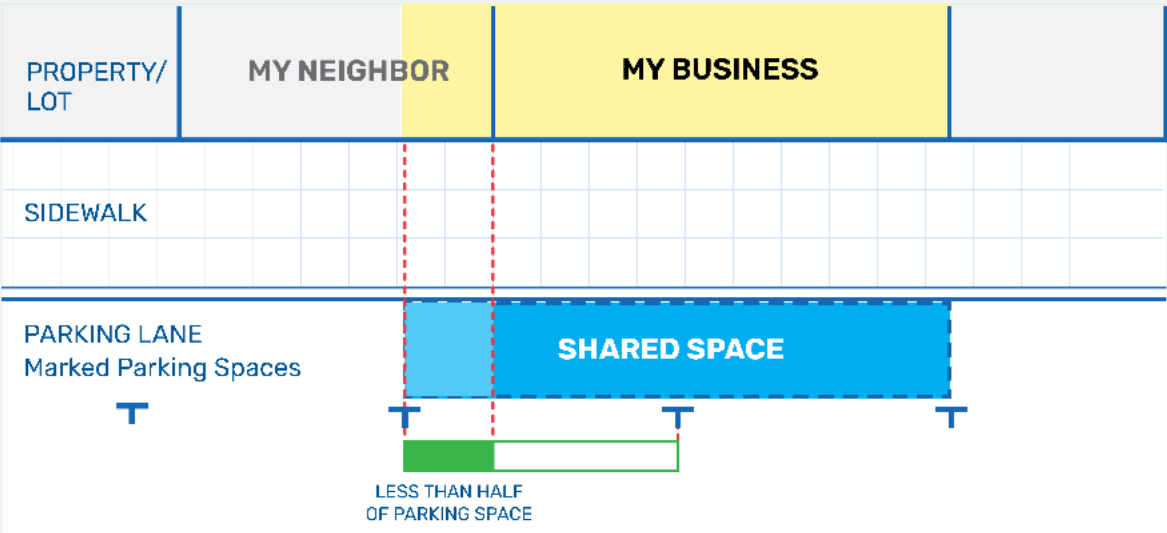 PROPERTY/
LOT
MY NEIGHBOR
MY BUSINESS
SIDEWALK
PARKING LANE
Marked Parking Spaces
SHARED SPACE
LESS THAN HALF
OF PARKING SPACE